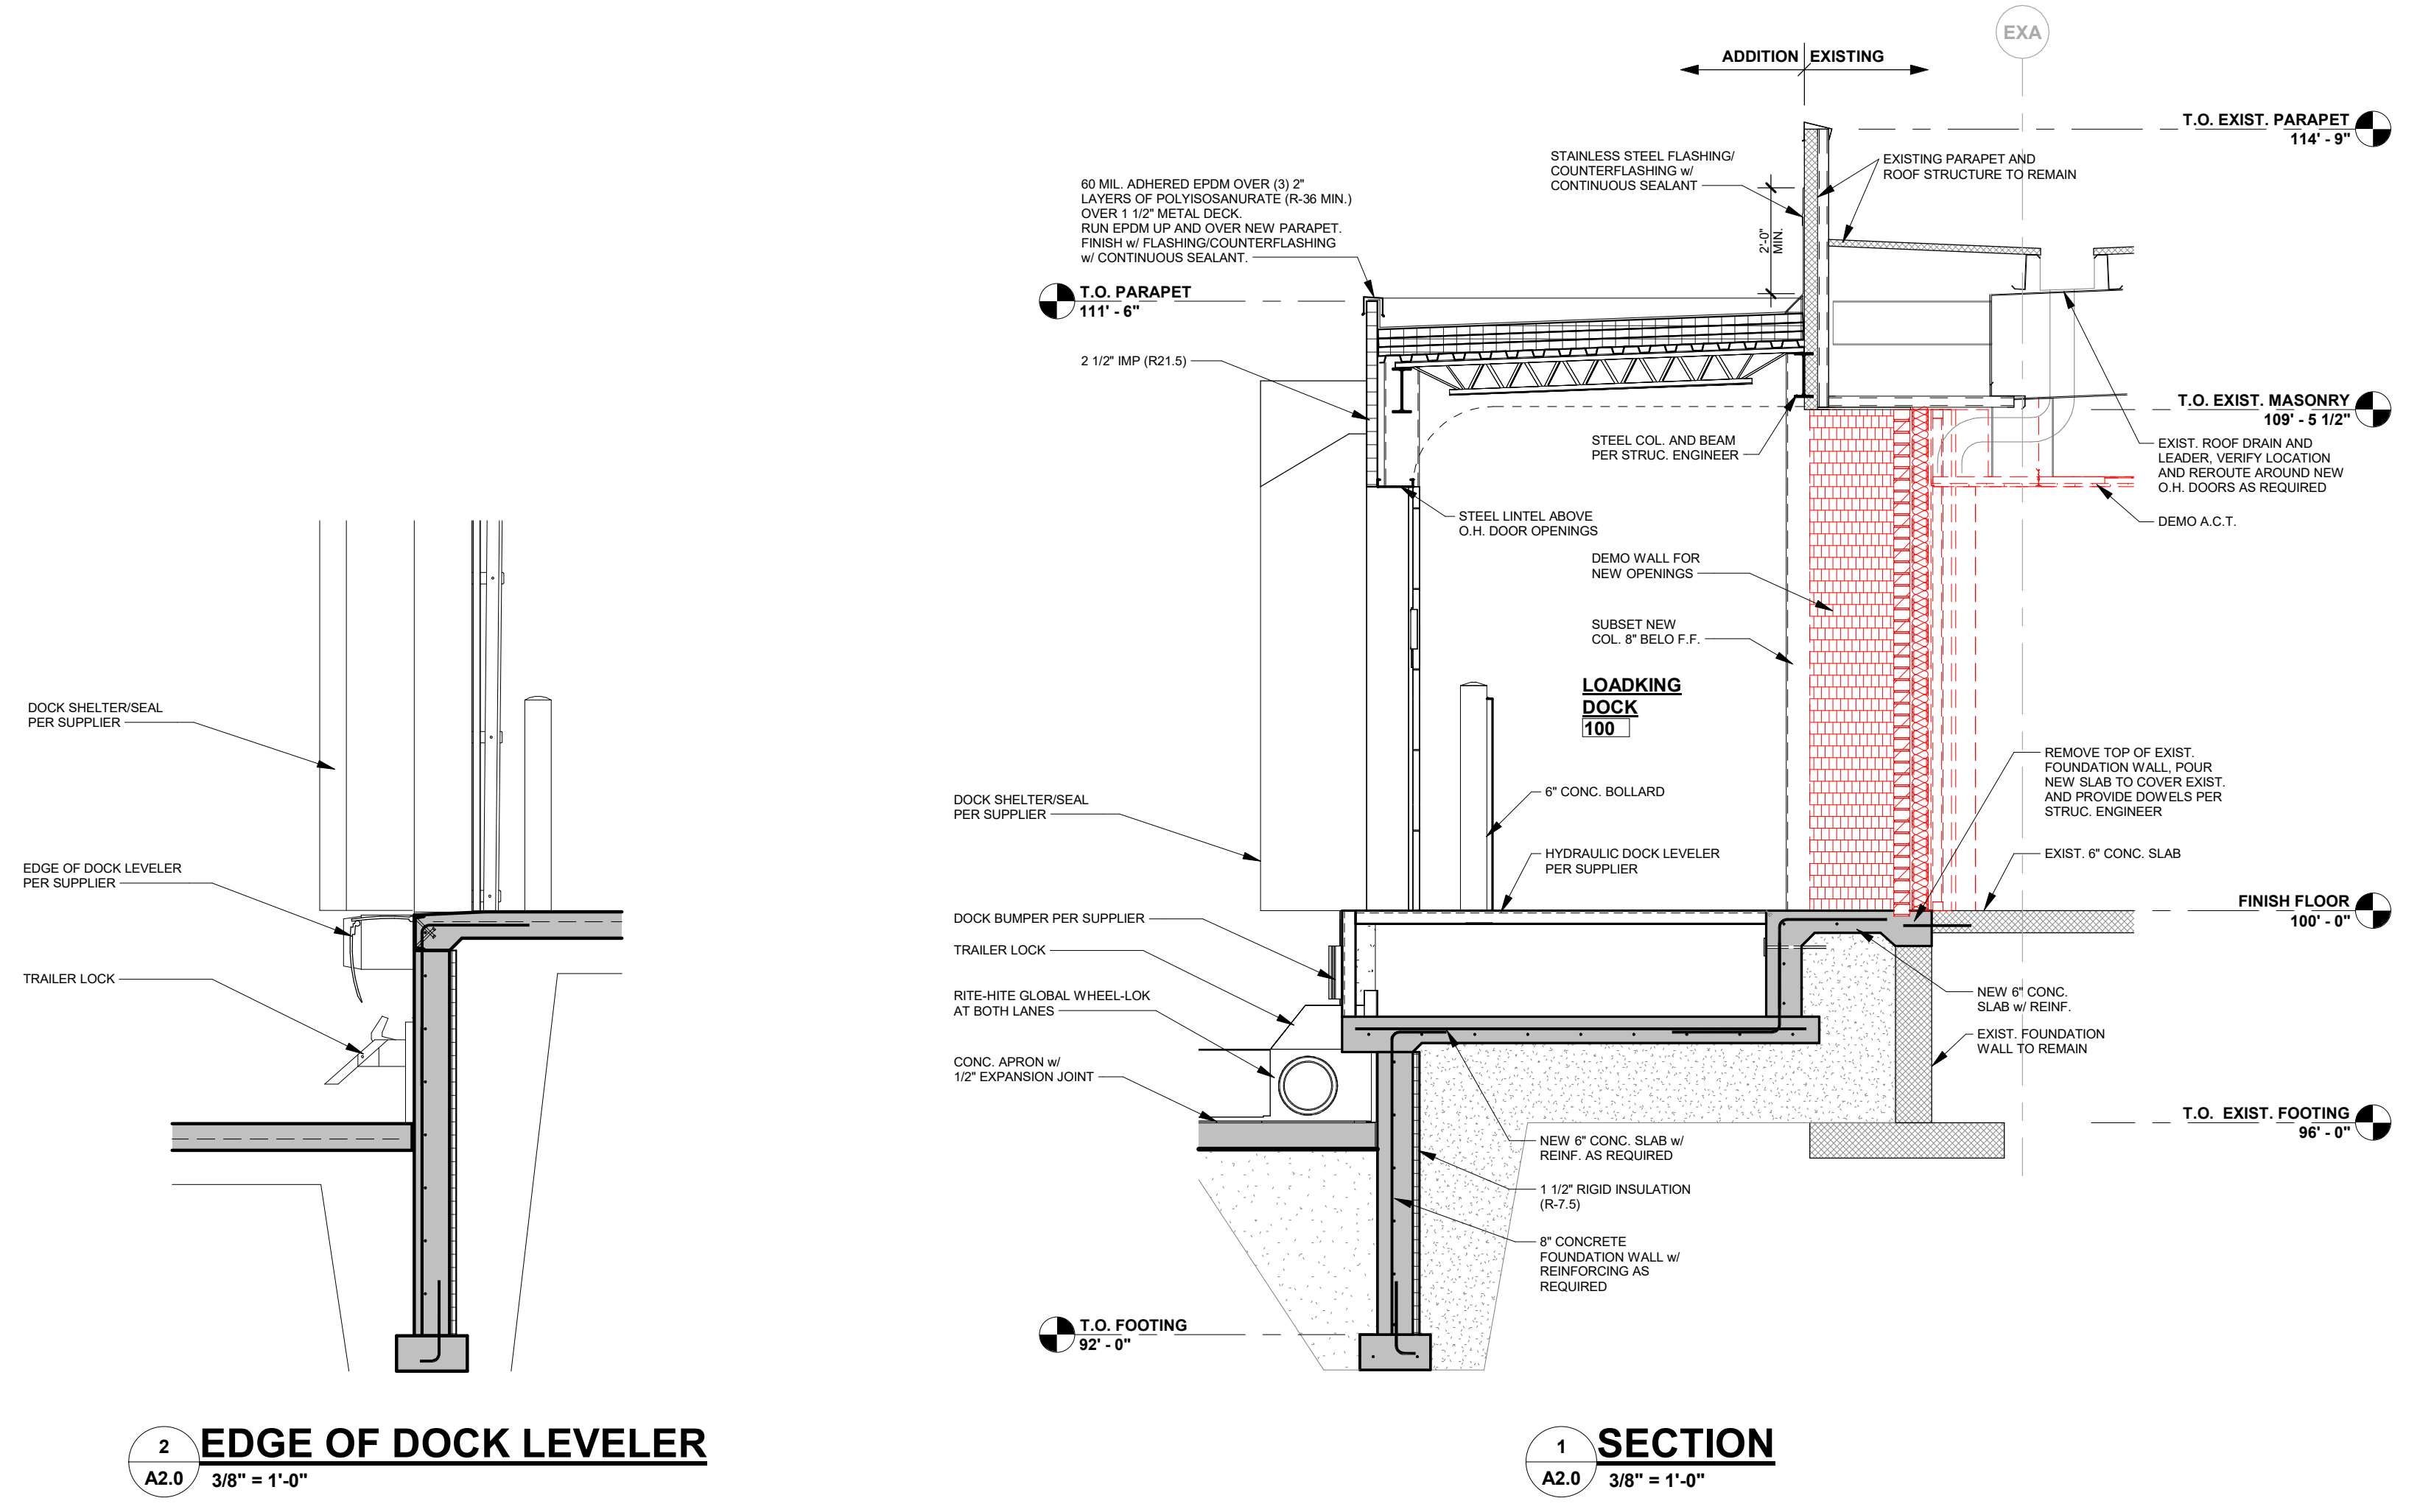 DOCK SHELTER/SEAL
PER SUPPLIER
EDGE OF DOCK LEVELER
PER SUPPLIER
TRAILER LOCK
2
A2.0
EDGE OF DOCK LEVELER
3/8" = 1'-0"
EXA
ADDITION
EXISTING
T.O. EXIST. PARAPET
114' - 9"
STAINLESS STEEL FLASHING/
COUNTERFLASHING w/
CONTINUOUS SEALANT
EXISTING PARAPET AND
ROOF STRUCTURE TO REMAIN
60 MIL. ADHERED EPDM OVER (3) 2"
LAYERS OF POLYISOSANURATE (R-36 MIN.)
OVER 1 1/2" METAL DECK.
RUN EPDM UP AND OVER NEW PARAPET.
FINISH w/ FLASHING/COUNTERFLASHING
w/ CONTINUOUS SEALANT.
2'-0"
MIN.
T.O. PARAPET
111' - 6"
2 1/2" IMP (R21.5)
T.O. EXIST. MASONRY
109' - 5 1/2"
STEEL COL. AND BEAM
PER STRUC. ENGINEER
EXIST. ROOF DRAIN AND
LEADER, VERIFY LOCATION
AND REROUTE AROUND NEW
O.H. DOORS AS REQUIRED
STEEL LINTEL ABOVE
O.H. DOOR OPENINGS
DEMO A.C.T.
DEMO WALL FOR
NEW OPENINGS
SUBSET NEW
COL. 8" BELO F.F.
LOADKING
DOCK
100
REMOVE TOP OF EXIST.
FOUNDATION WALL, POUR
NEW SLAB TO COVER EXIST.
AND PROVIDE DOWELS PER
STRUC. ENGINEER
6" CONC. BOLLARD
DOCK SHELTER/SEAL
PER SUPPLIER
HYDRAULIC DOCK LEVELER
PER SUPPLIER
EXIST. 6" CONC. SLAB
FINISH FLOOR
100' - 0"
DOCK BUMPER PER SUPPLIER
TRAILER LOCK
RITE-HITE GLOBAL WHEEL-LOK
AT BOTH LANES
NEW 6" CONC.
SLAB w/ REINF.
EXIST. FOUNDATION
WALL TO REMAIN
CONC. APRON w/
1/2" EXPANSION JOINT
T.O.  EXIST. FOOTING
96' - 0"
NEW 6" CONC. SLAB w/
REINF. AS REQUIRED
1 1/2" RIGID INSULATION
(R-7.5)
8" CONCRETE
FOUNDATION WALL w/
REINFORCING AS
REQUIRED
T.O. FOOTING
92' - 0"
1
A2.0
SECTION
3/8" = 1'-0"